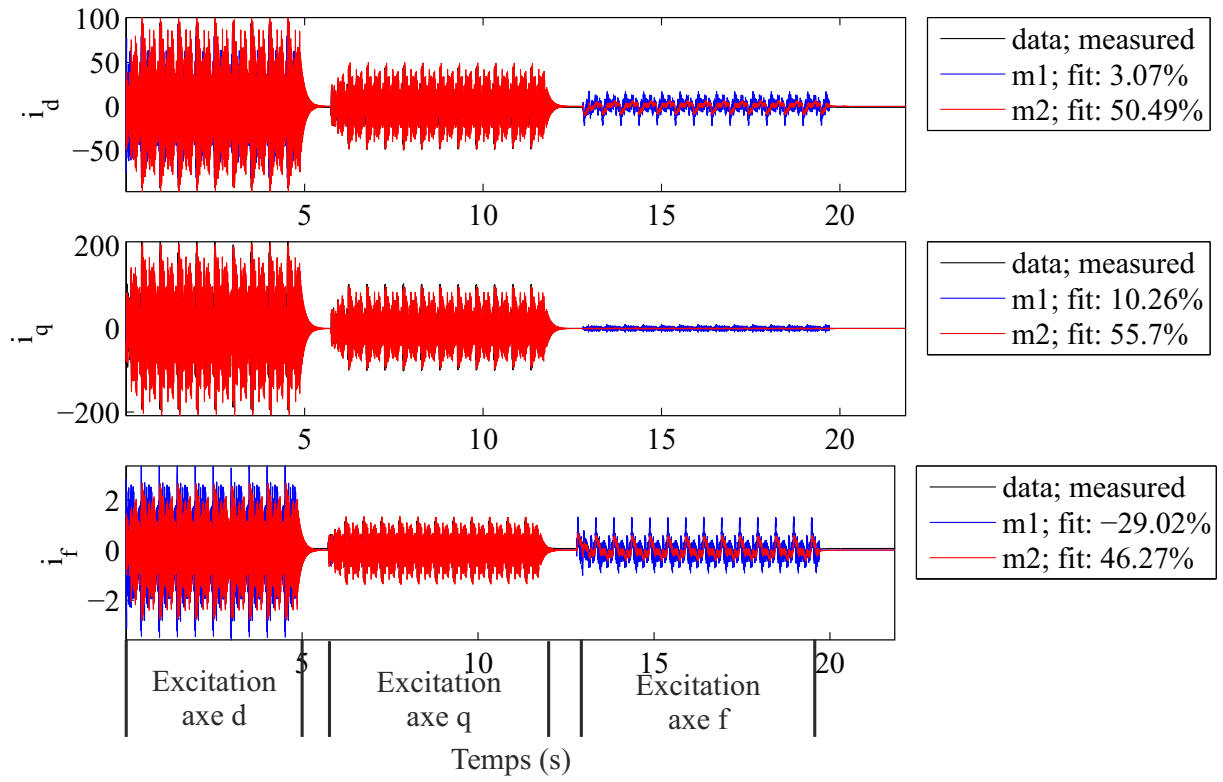 100
50
0
−50
i_d
5
10
15
20
data; measured
m1; fit: 3.07%
m2; fit: 50.49%
200
0
−200
i_q
5
10
15
20
data; measured
m1; fit: 10.26%
m2; fit: 55.7%
2
0
−2
i_f
5
10
15
20
data; measured
m1; fit: −29.02%
m2; fit: 46.27%
Excitation
axe d
Excitation
axe q
Excitation
axe f
Temps (s)